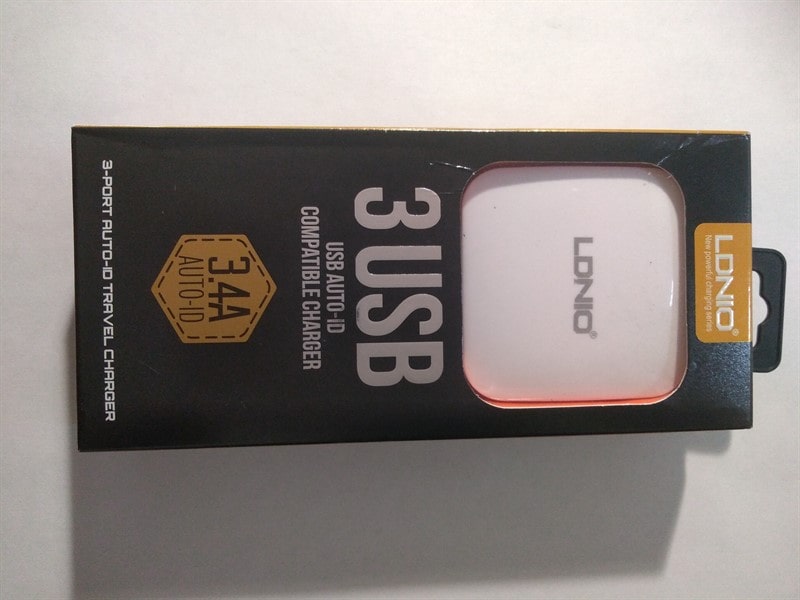 LDNIO®
New powerful charging series
LDNIO®
3 USB
USB AUTO-iD
COMPATIBLE CHARGER
3.4A
AUTO-ID
3-PORT AUTO-ID TRAVEL CHARGER